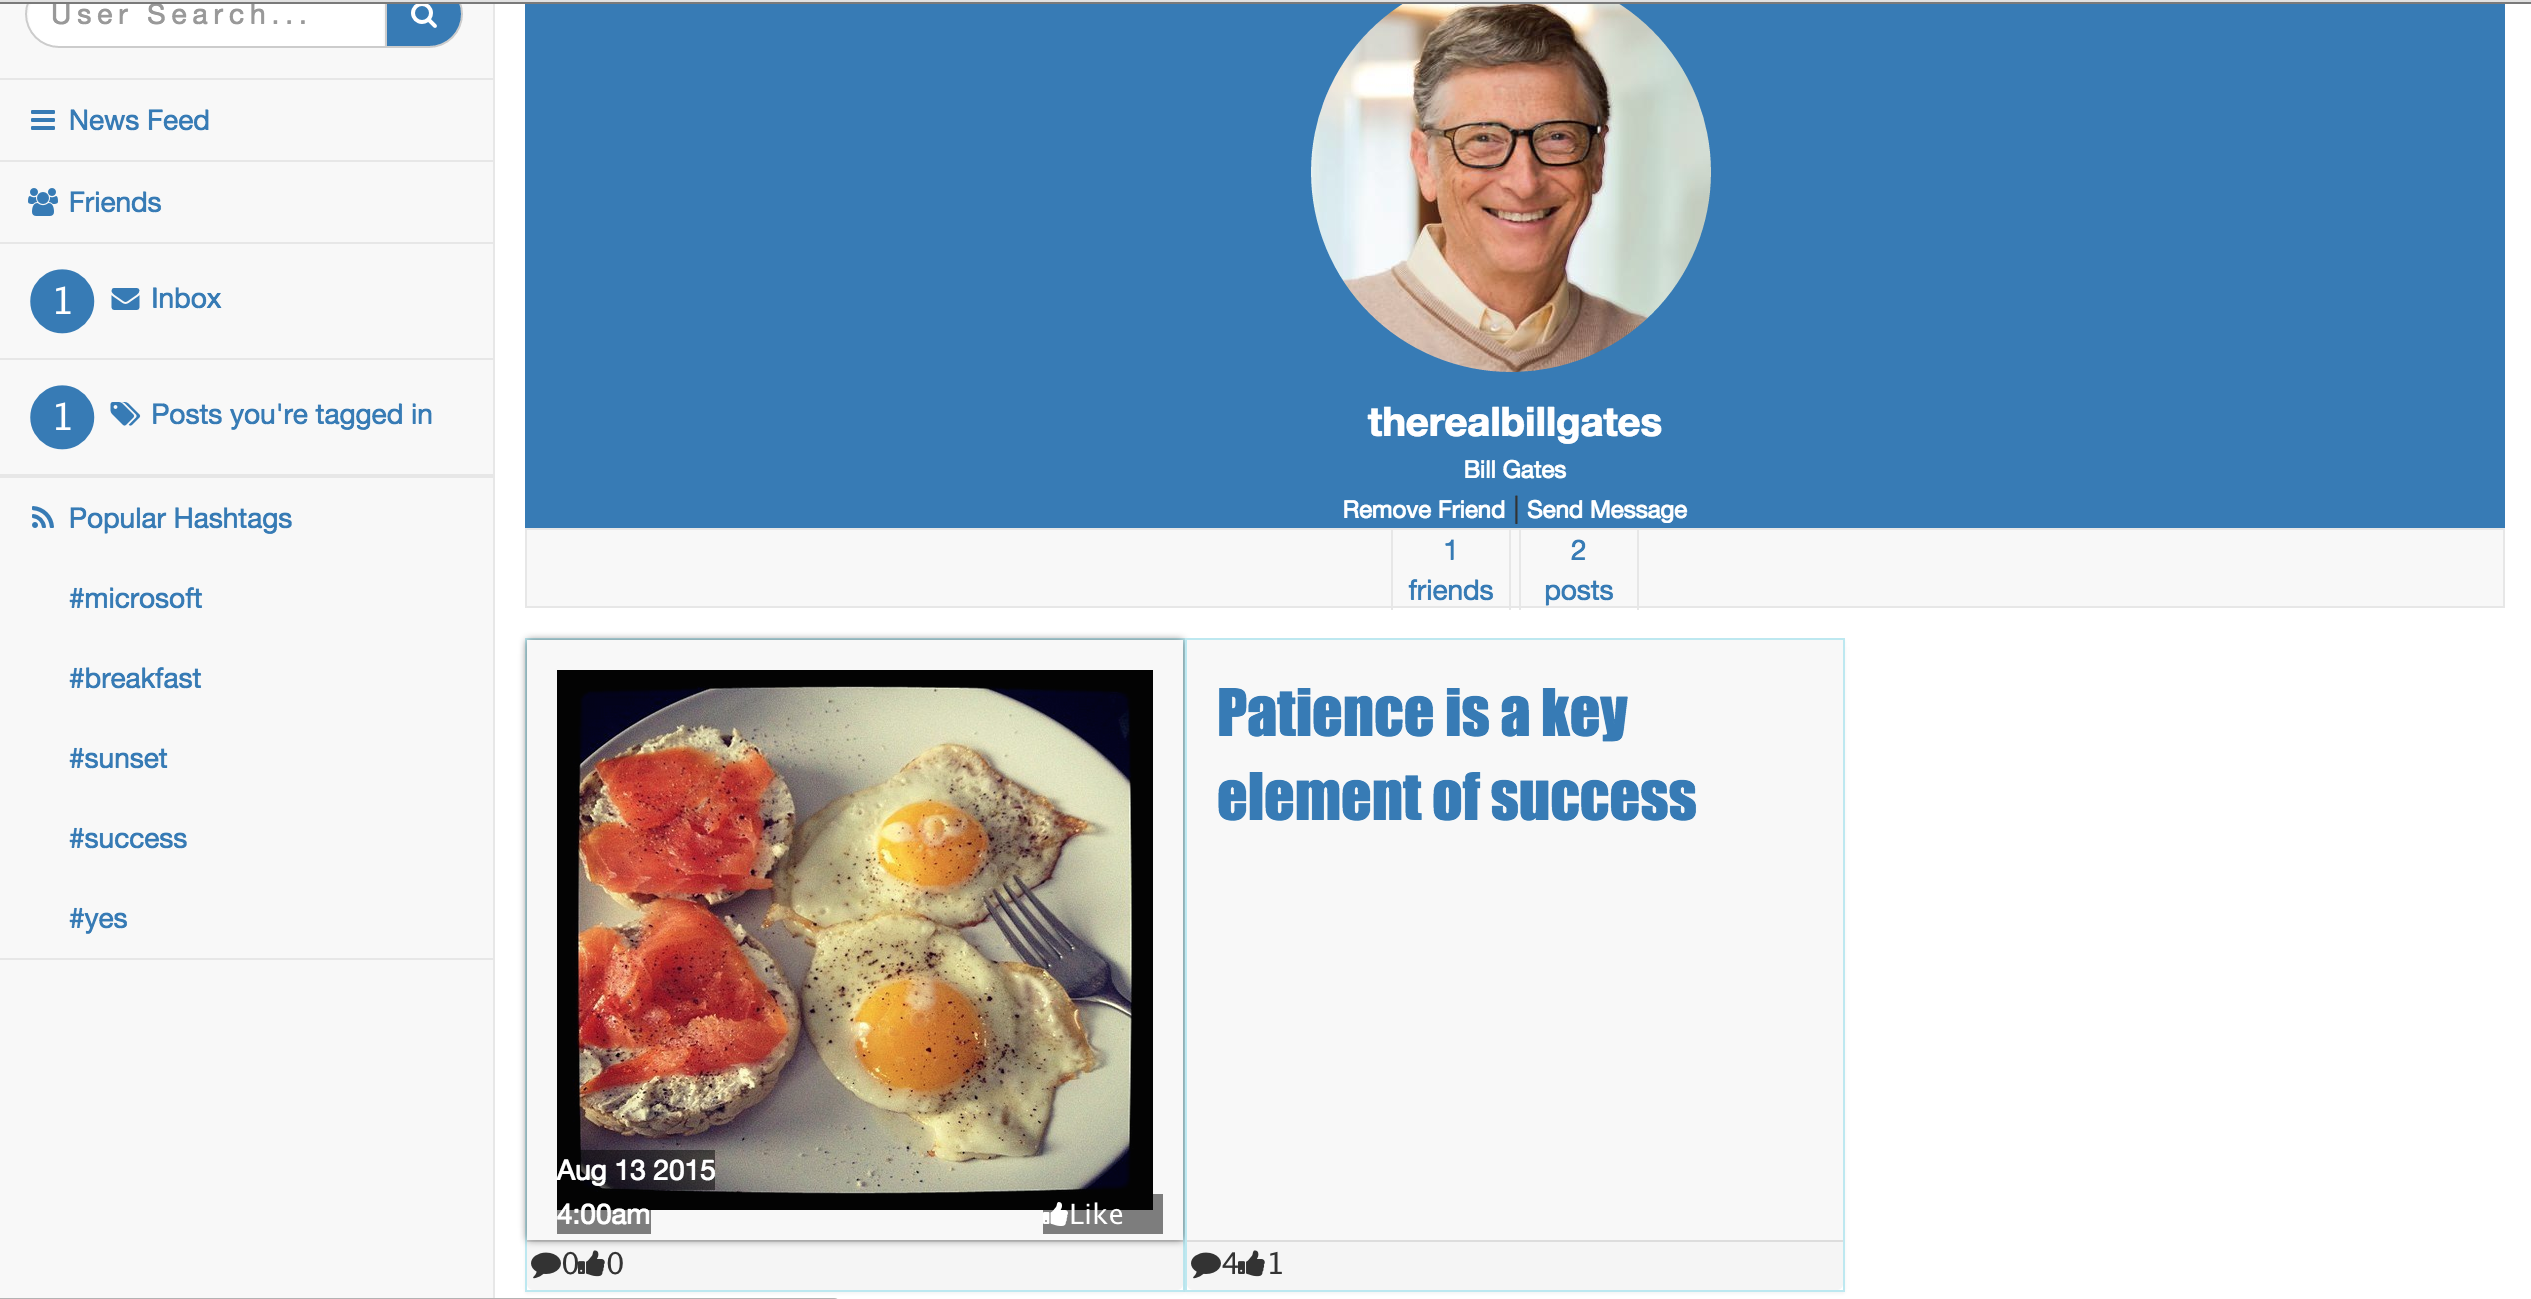 User Search...
News Feed
Friends
1 Inbox
1 Posts you're tagged in
Popular Hashtags
#microsoft
#breakfast
#sunset
#success
#yes
therealbillgates
Bill Gates
Remove Friend | Send Message
1
friends
2
posts
Aug 13 2015
4:00am
Like
0 0
Patience is a key
element of success
4 1